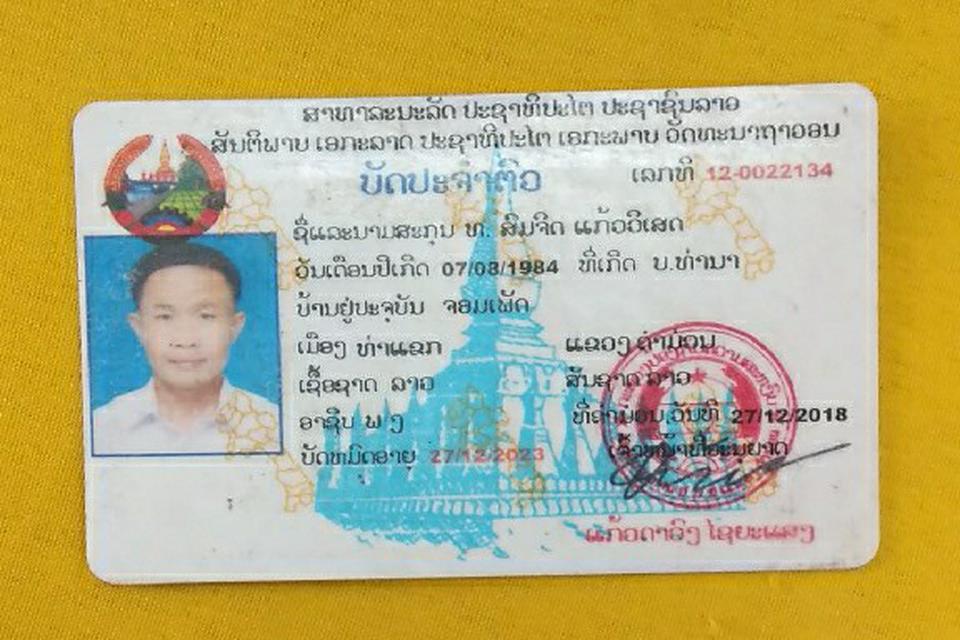 ສາທາລະນະລັດ ປະຊາທິປະໄຕ ປະຊາຊົນລາວ
ສັນຕິພາບ ເອກະລາດ ປະຊາທິປະໄຕ ເອກະພາບ ວັດທະນາຖາວອນ
ບັດປະຈຳຕົວ
ເລກທີ 12-0022134
ຊື່ແລະນາມສະກຸນ ທ. ສົມຈິດ ແກ້ວວິເສດ
ວັນເດືອນປີເກີດ 07/08/1984 ທີ່ເກີດ ບ.ທ່ານາ
ບ້ານຢູ່ປະຈຸບັນ ຈອມເພັດ
ເມືອງ ທ່າແຂກ ແຂວງ ຄຳມ່ວນ
ເຊື້ອຊາດ ລາວ ສັນຊາດ ລາວ
ອາຊີບ ພ ງ ທີ່ຄຳມ່ວນ, ວັນທີ 27/12/2018
ບັດໝົດອາຍຸ 27/12/2023 ເຈົ້າໜ້າທີ່ອະນຸຍາດ
ແກ້ວດາວົງ ໄຊຍະແສງ